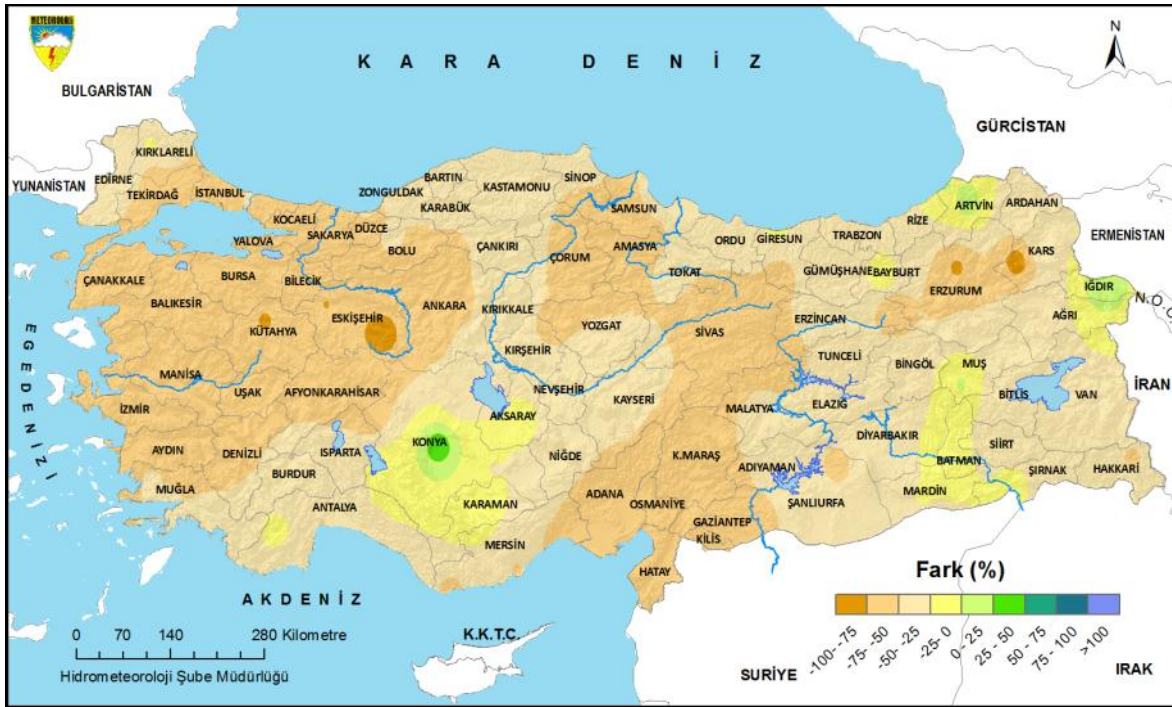 METEOROLOJİ
K A R A D E N İ Z
N
BULGARİSTAN
GÜRCİSTAN
YUNANİSTAN
ERMENİSTAN
N.Ö.C
İRAN
E G E D E N İ Z İ
KIRKLARELİ
EDİRNE
TEKİRDAĞ
İSTANBUL
KOCAELİ
YALOVA
SAKARYA
DÜZCE
ZONGULDAK
BARTIN
KARABÜK
KASTAMONU
SİNOP
SAMSUN
BOLU
ÇANKIRI
ÇORUM
AMASYA
TOKAT
ORDU
GİRESUN
TRABZON
RİZE
ARTVİN
ARDAHAN
KARS
GÜMÜŞHANE
BAYBURT
ERZURUM
IĞDIR
AĞRI
ÇANAKKALE
BALIKESİR
BURSA
BİLECİK
ESKİŞEHİR
KÜTAHYA
ANKARA
KIRIKKALE
YOZGAT
SİVAS
ERZİNCAN
TUNCELİ
BİNGÖL
MUŞ
BİTLİS
VAN
MANİSA
UŞAK
AFYONKARAHİSAR
KIRŞEHİR
NEVŞEHİR
KAYSERİ
MALATYA
ELAZIĞ
DİYARBAKIR
SİİRT
BATMAN
ŞIRNAK
HAKKARİ
İZMİR
AYDIN
DENİZLİ
ISPARTA
BURDUR
KONYA
AKSARAY
NİĞDE
K.MARAŞ
ADIYAMAN
MARDİN
ŞANLIURFA
MUĞLA
ANTALYA
KARAMAN
MERSİN
ADANA
OSMANİYE
GAZİANTEP
KİLİS
HATAY
A K D E N İ Z
K.K.T.C.
SURİYE
IRAK
0 70 140 280 Kilometre
Hidrometeoroloji Şube Müdürlüğü
Fark (%)
-100--75
-75--50
-50--25
-25- 0
0 - 25
25 - 50
50 - 75
75 - 100
>100